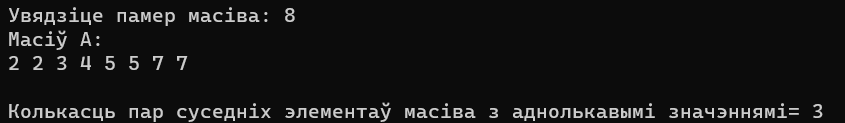 Увядзіце памер масіва: 8
Масіў А:
2 2 3 4 5 5 7 7
Колькасць пар суседніх элементаў масіва з аднолькавымі значэннямі= 3